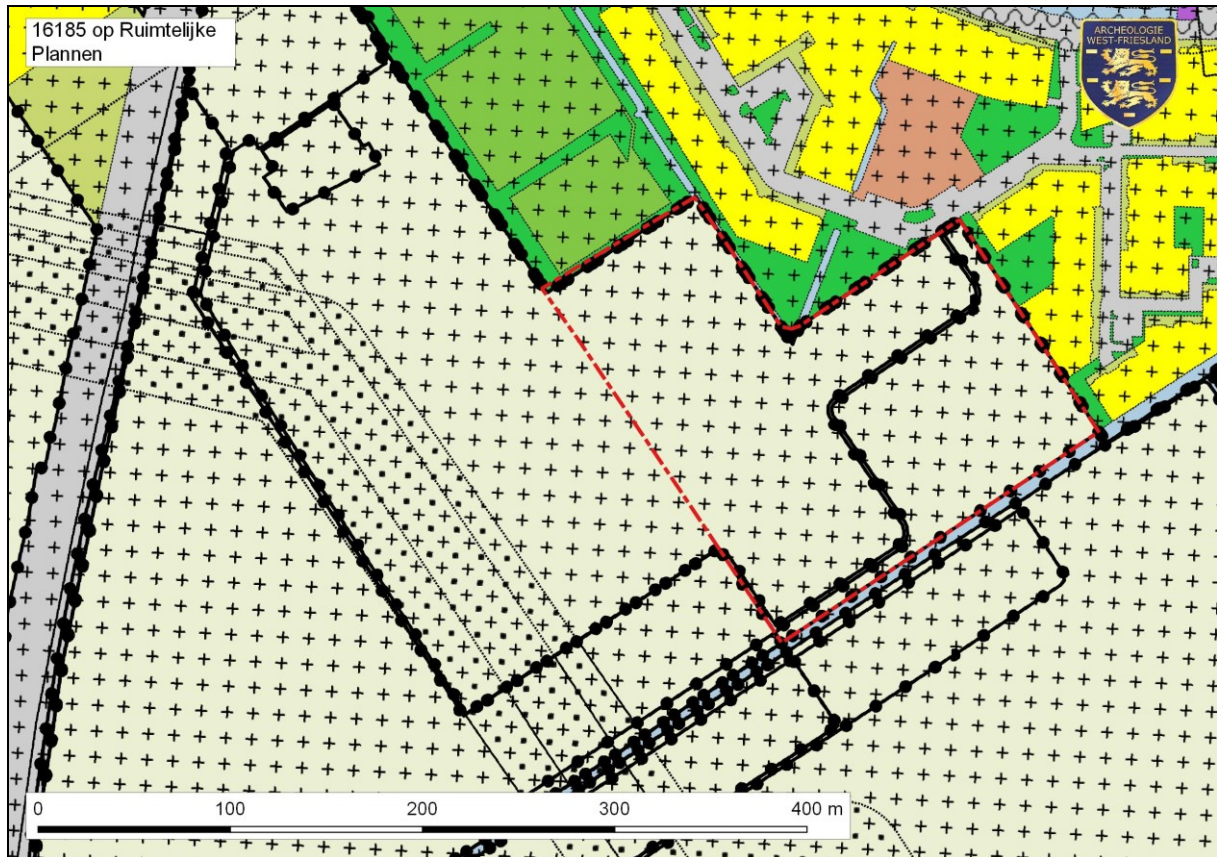 16185 op Ruimtelijke
Plannen
ARCHEOLOGIE
WEST-FRIESLAND
0 100 200 300 400 m